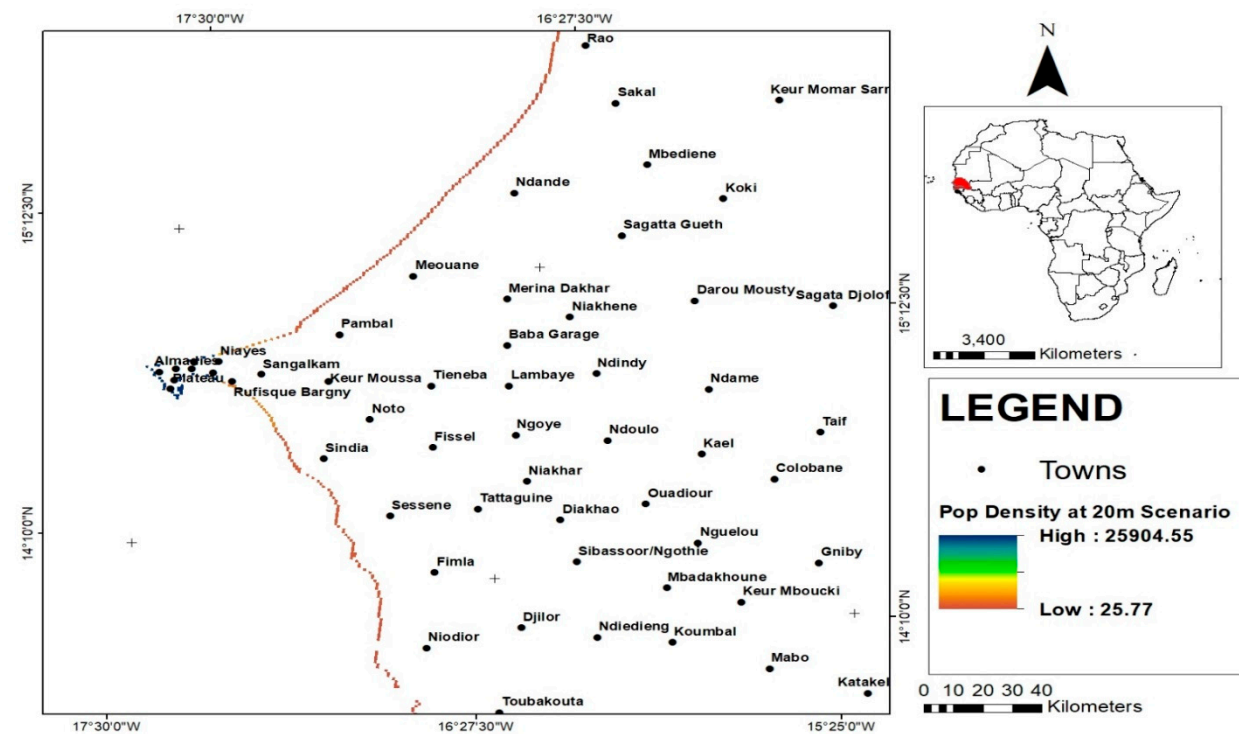 17°30'0"W
16°27'30"W
N
Rao
Sakal
Keur Momar Sarr
Mbediene
Ndande
Koki
15°12'30"N
Sagatta Gueth
Meouane
Merina Dakhar
Darou Mousty
Sagata Djolof
Niakhene
15°12'30"N
Pambal
Baba Garage
3,400
Kilometers
Niayes
Almadies
Sangalkam
Keur Moussa
Tieneba
Lambaye
Ndindy
Ndame
Plateau
Rufisque Bargny
LEGEND
Noto
Ngoye
Ndoulo
Taif
Sindia
Fissel
Kael
Towns
Niakhar
Colobane
Sessene
Tattaguine
Diakhao
Ouadiour
Pop Density at 20m Scenario
High : 25904.55
14°10'0"N
Nguelou
Fimla
Sibassoor/Ngothie
Gniby
Mbadakhoune
Keur Mboucki
Low : 25.77
14°10'0"N
Djilor
Ndiedieng
Koumbal
Niodior
Mabo
Katakel
0 10 20 30 40
Kilometers
Toubakouta
17°30'0"W
16°27'30"W
15°25'0"W